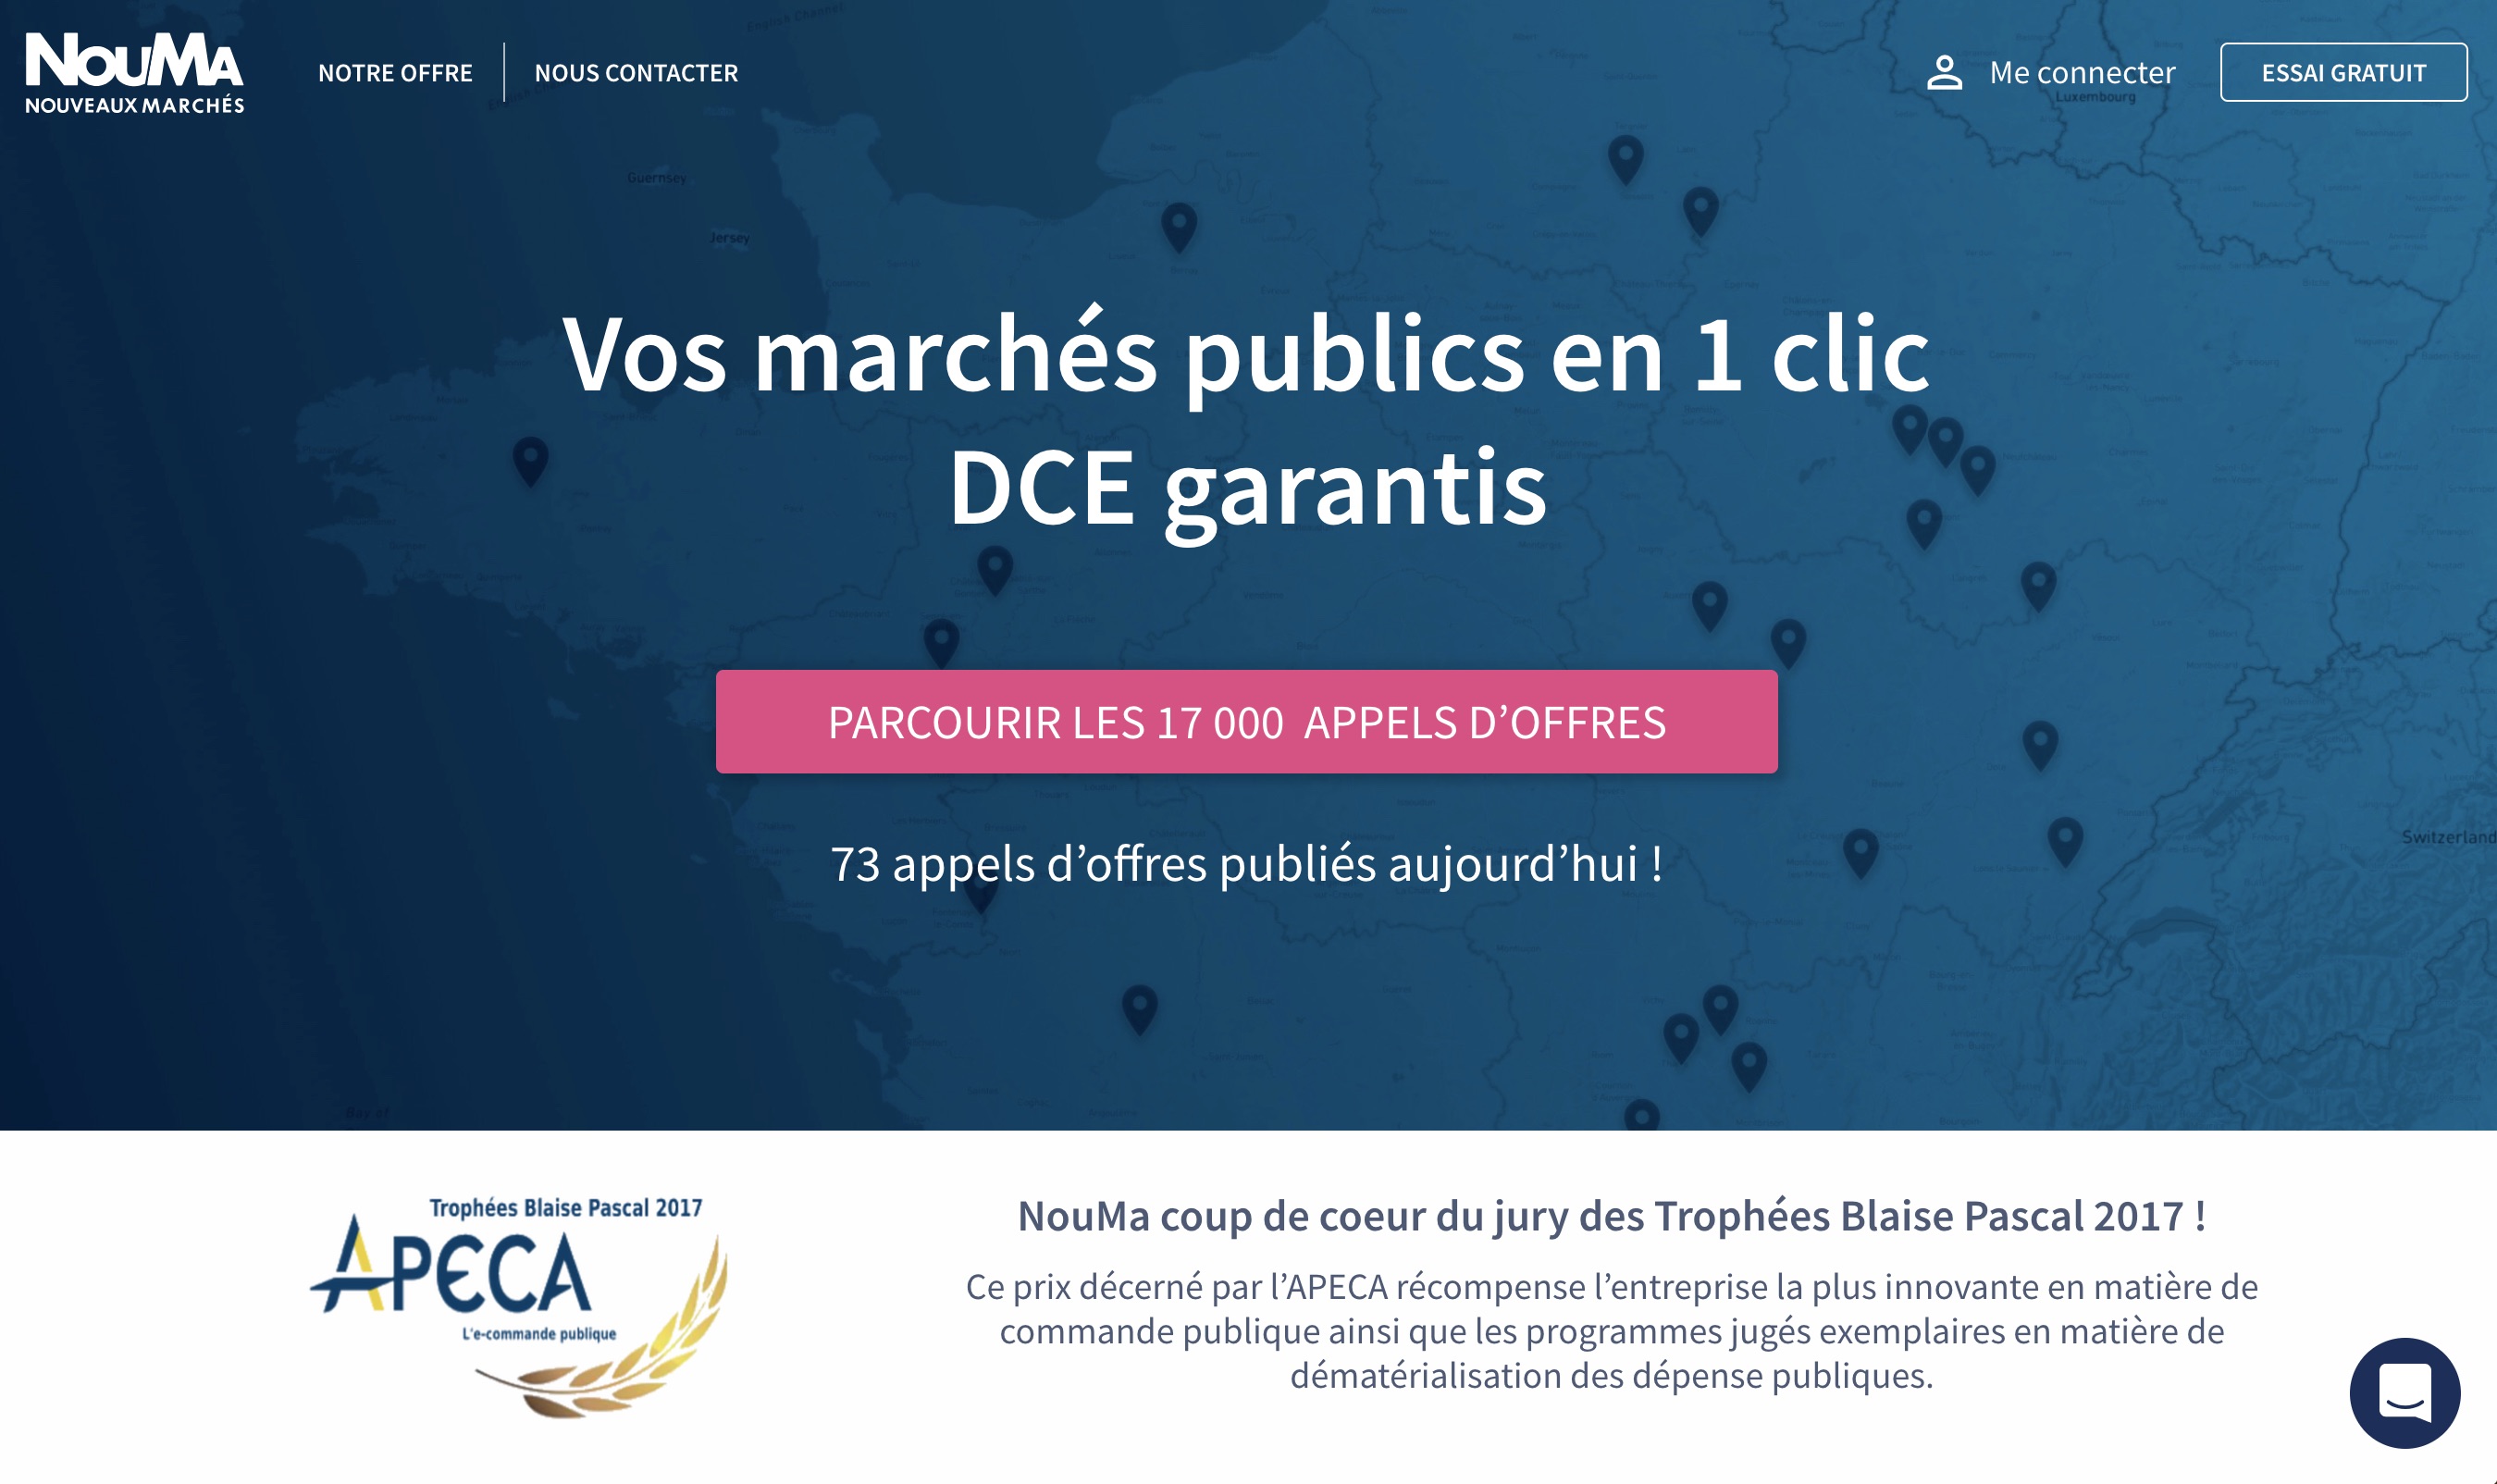 NouMa
NOUVEAUX MARCHÉS
NOTRE OFFRE
NOUS CONTACTER
Me connecter
ESSAI GRATUIT
English Channel
Luxembourg
Guernsey
Jersey
Vos marchés publics en 1 clic
DCE garantis
PARCOURIR LES 17 000 APPELS D’OFFRES
73 appels d’offres publiés aujourd’hui !
Switzerland
Bay of
Trophées Blaise Pascal 2017
APECA
L'e-commande publique
NouMa coup de coeur du jury des Trophées Blaise Pascal 2017 !
Ce prix décerné par l’APECA récompense l’entreprise la plus innovante en matière de
commande publique ainsi que les programmes jugés exemplaires en matière de
dématérialisation des dépense publiques.